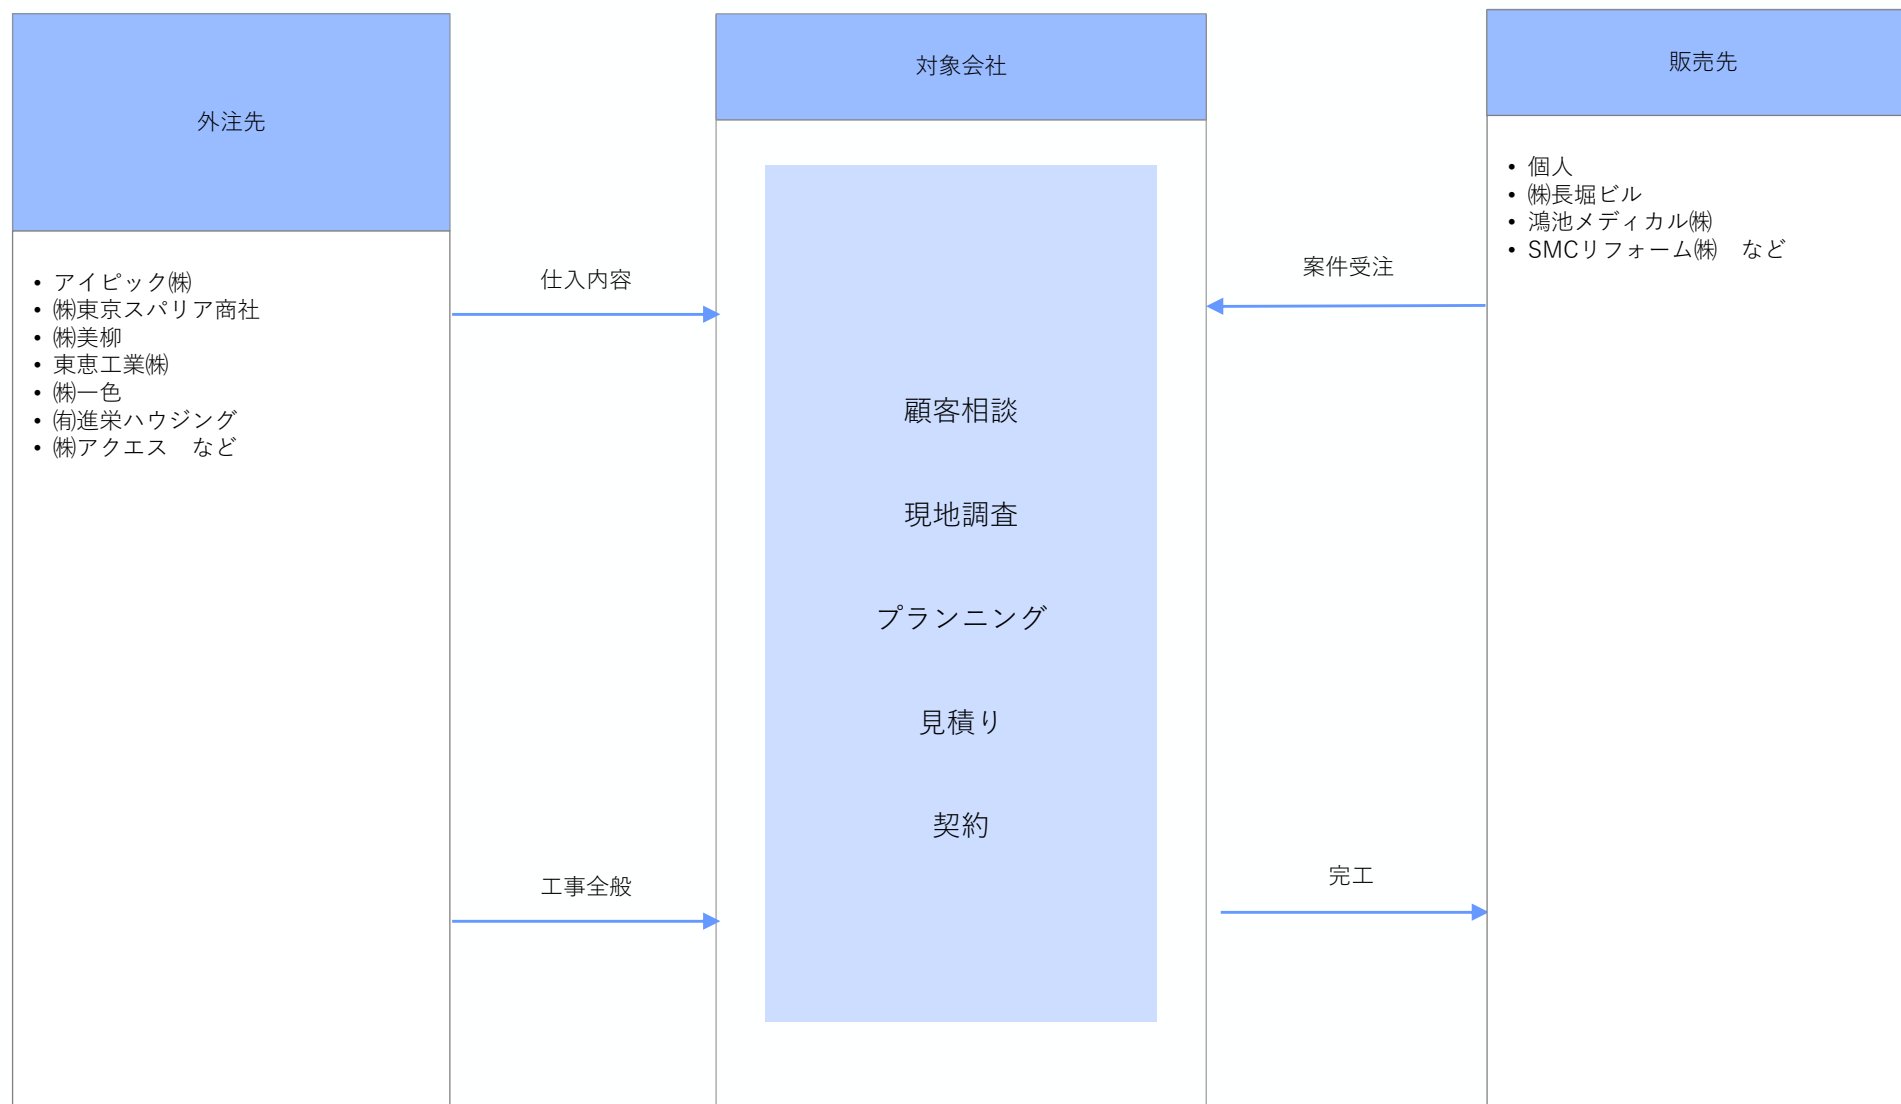 外注先
• アイピック㈱
• ㈱東京スパリア商社
• ㈱美柳
• 東恵工業㈱
• ㈱一色
• ㈲進栄ハウジング
• ㈱アクエス　など
仕入内容
工事全般
対象会社
顧客相談
現地調査
プランニング
見積り
契約
案件受注
完工
販売先
• 個人
• ㈱長堀ビル
• 鴻池メディカル㈱
• SMCリフォーム㈱　など